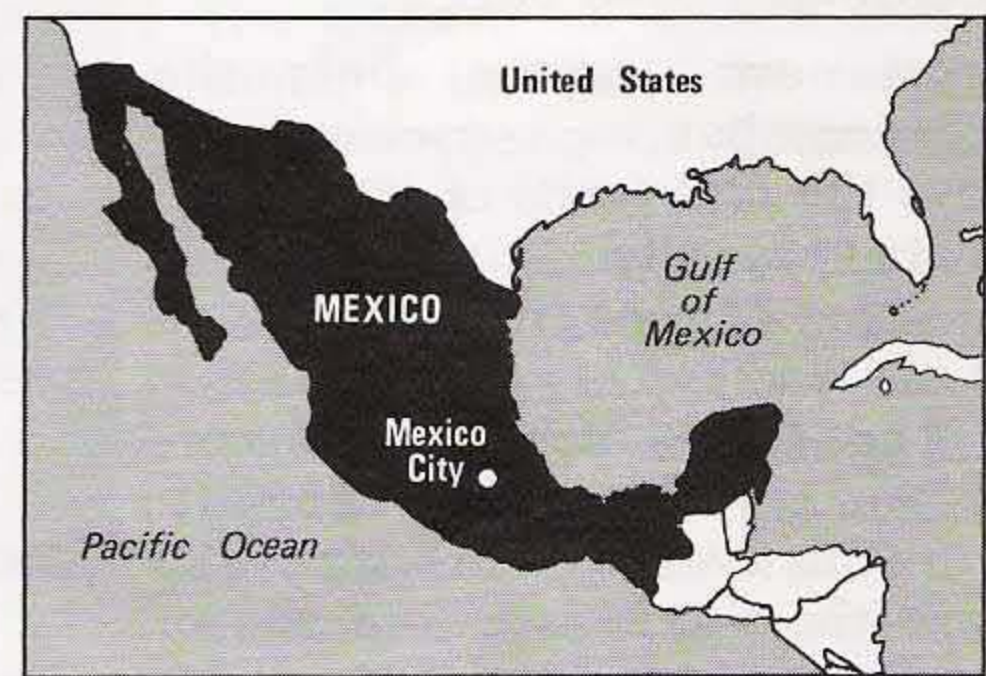 United States
Gulf
of
Mexico
MEXICO
Mexico
City
Pacific Ocean